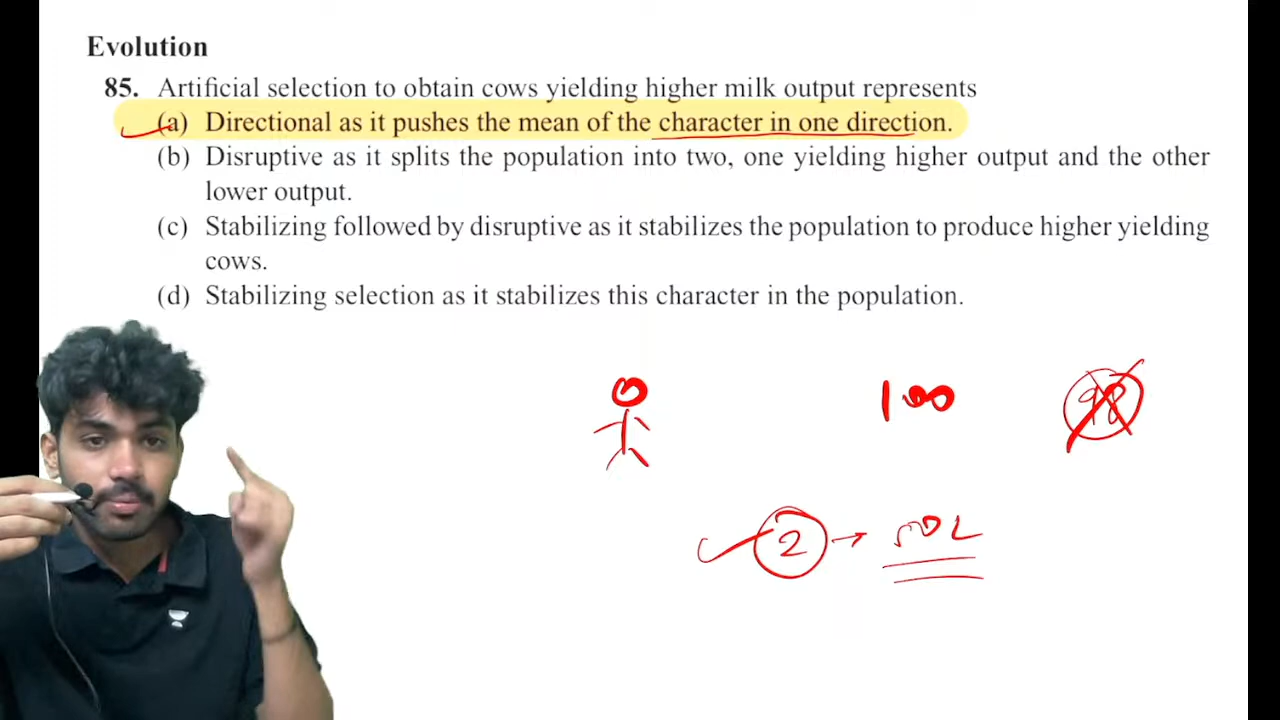 Evolution
85. Artificial selection to obtain cows yielding higher milk output represents
(a) Directional as it pushes the mean of the character in one direction.
(b) Disruptive as it splits the population into two, one yielding higher output and the other
lower output.
(c) Stabilizing followed by disruptive as it stabilizes the population to produce higher yielding
cows.
(d) Stabilizing selection as it stabilizes this character in the population.
100 98
2 → 50L